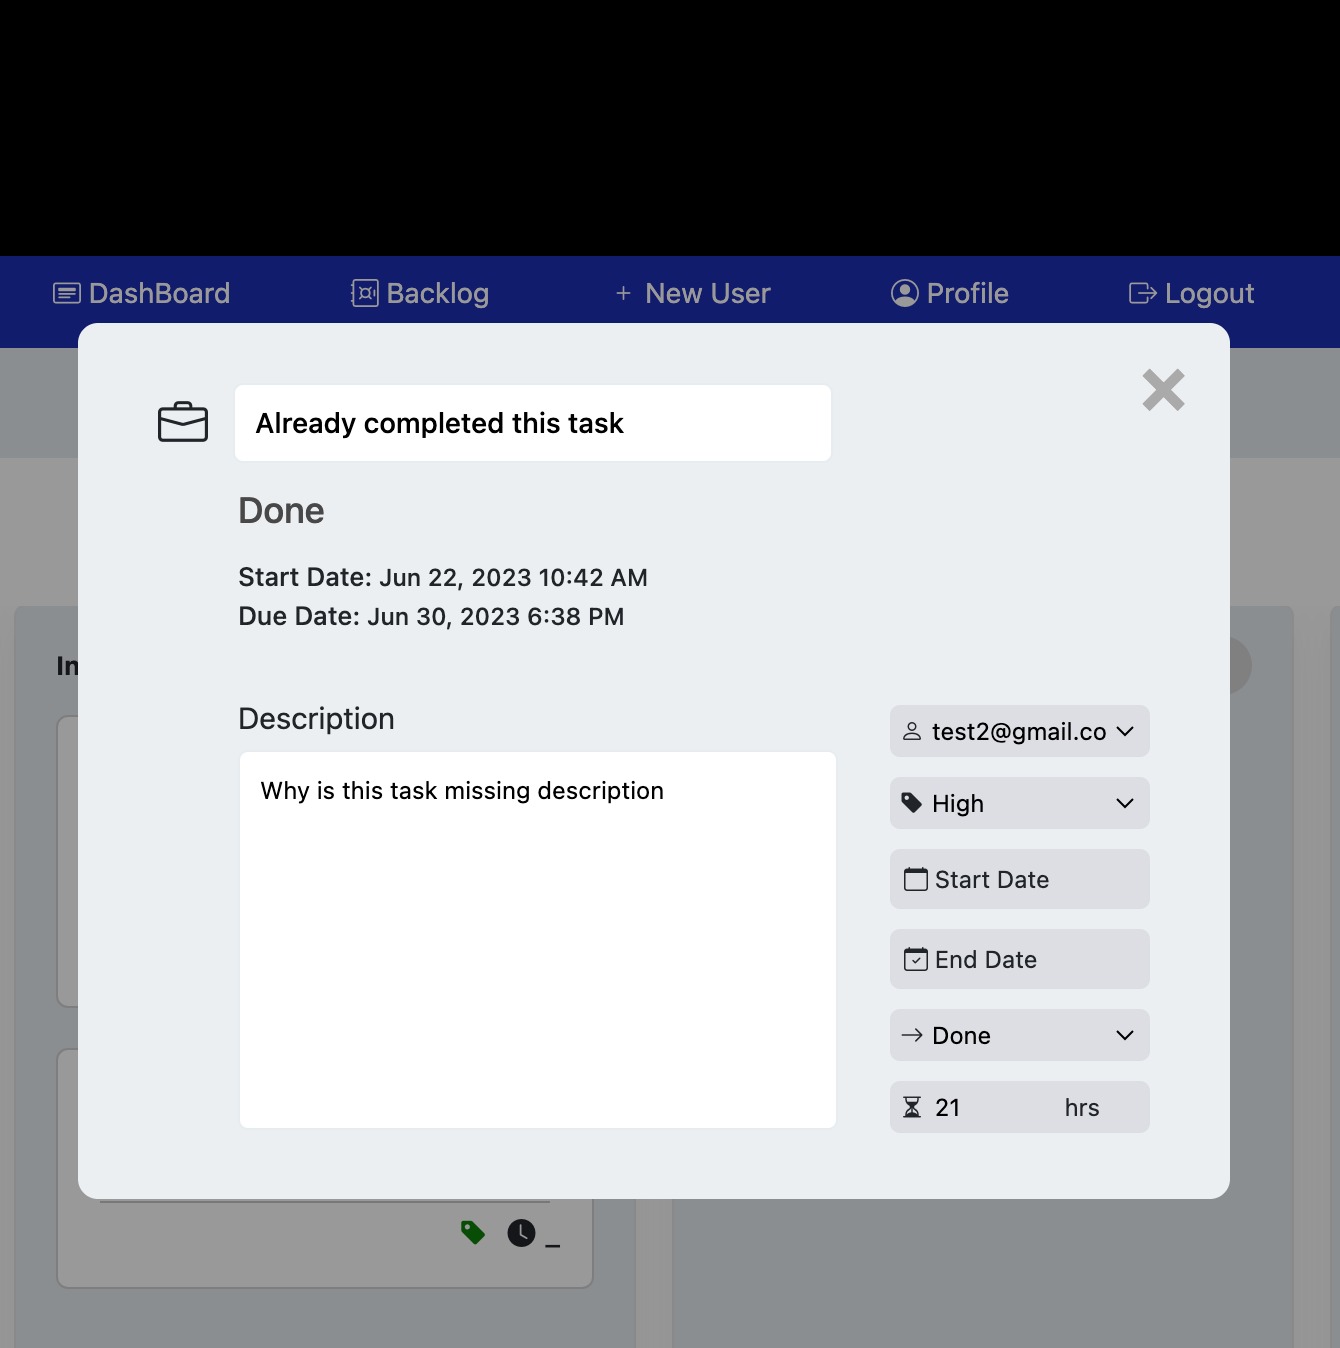 DashBoard
Backlog
+ New User
Profile
Logout
Already completed this task
Done
Start Date: Jun 22, 2023 10:42 AM
Due Date: Jun 30, 2023 6:38 PM
In
Description
Why is this task missing description
test2@gmail.co
High
Start Date
End Date
Done
21 hrs
_